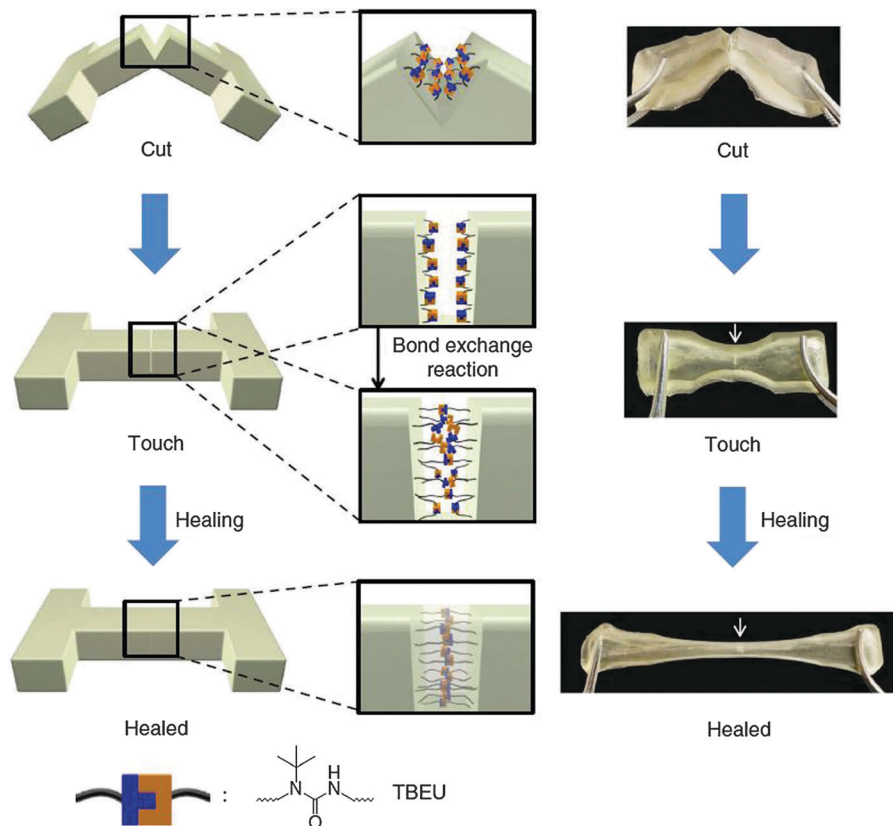 Cut
Cut
Bond exchange
reaction
Touch
Touch
Healing
Healing
Healed
Healed
:
N
H
N
O
TBEU